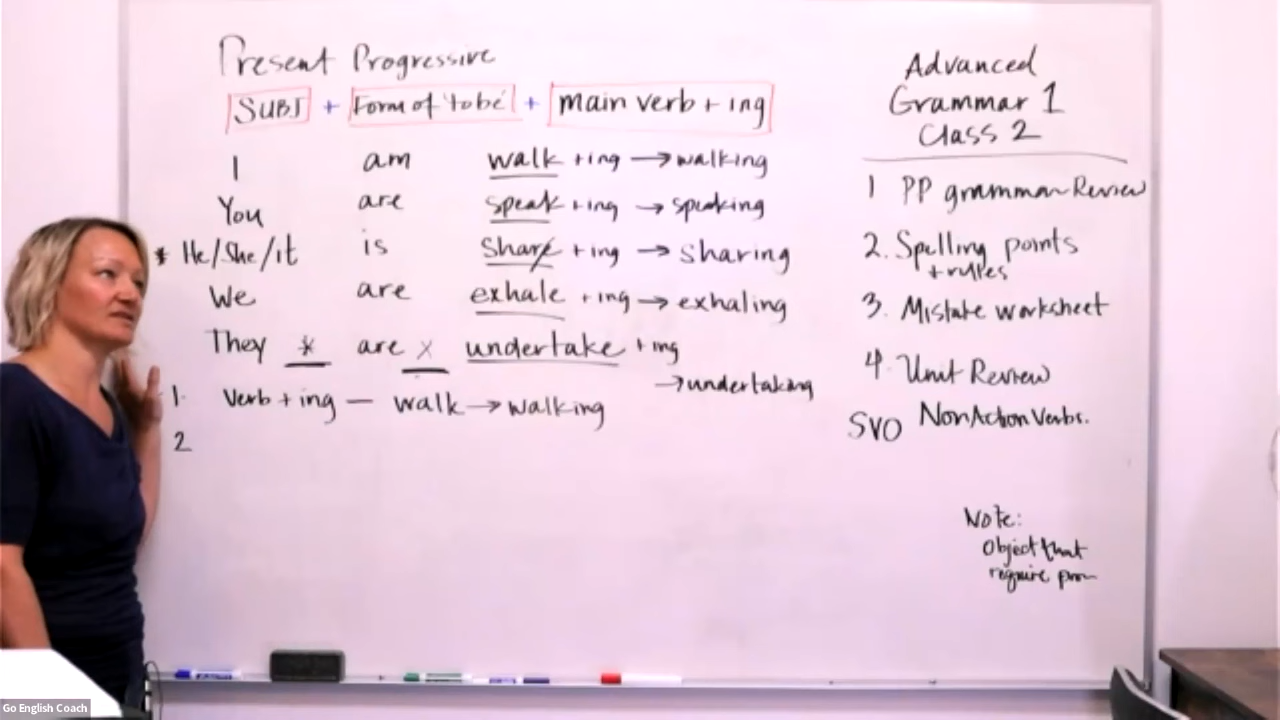 Present Progressive
SUBJ + Form of 'to be' + main verb + ing
I am walk + ing → walking
You are speak + ing → speaking
* He/She/it is share + ing → sharing
We are exhale + ing → exhaling
They * are x undertake + ing
→ undertaking
1. Verb + ing — walk → walking
2
Advanced
Grammar 1
Class 2
1 PP grammar Review
2. Spelling points
+ rules
3. Mistake worksheet
4. Unit Review
SVO NonAction Verbs.
Note:
Object that
require
Go English Coach